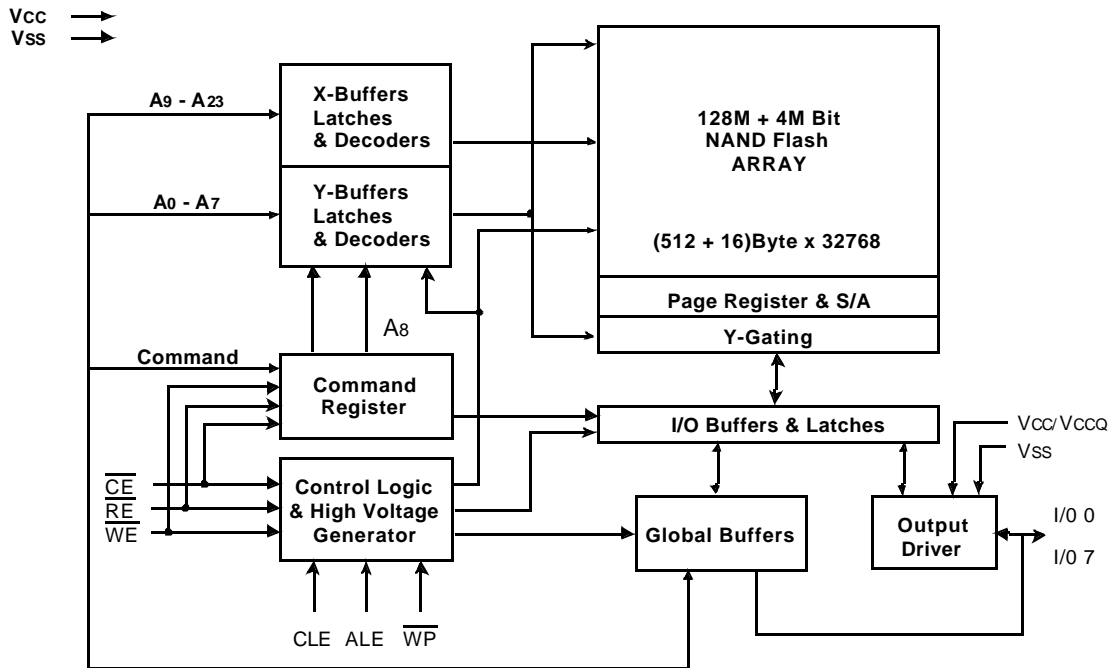 VCC
VSS
A9 - A23
X-Buffers
Latches
& Decoders
128M + 4M Bit
NAND Flash
ARRAY
A0 - A7
Y-Buffers
Latches
& Decoders
(512 + 16)Byte x 32768
Page Register & S/A
A8
Y-Gating
Command
Command
Register
I/O Buffers & Latches
VCC/VCCQ
VSS
CE
RE
WE
Control Logic
& High Voltage
Generator
Global Buffers
Output
Driver
I/0 0
I/0 7
CLE ALE WP